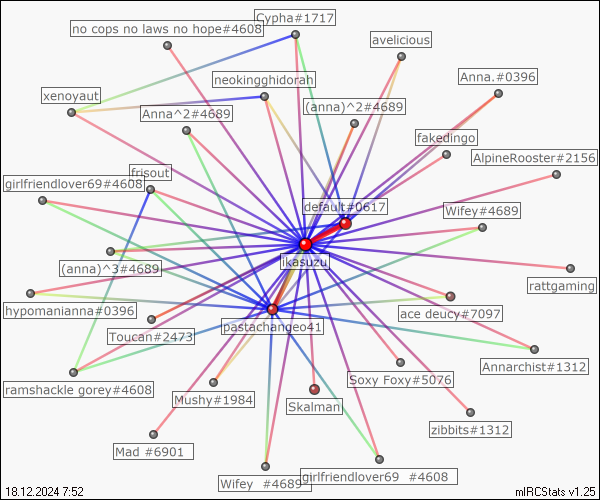 no cops no laws no hope#4608
Cypha#1717
avelicious
neokingghidorah
Anna.#0396
xenoyaut
(anna)^2#4689
Anna^2#4689
fakedingo
AlpineRooster#2156
frisout
girlfriendlover69#4608
default#0617
Wifey#4689
(anna)^3#4689
ikasuzu
rattgaming
hypomanianna#0396
ace deucy#7097
Toucan#2473
pastachangeo41
Annarchist#1312
Soxy Foxy#5076
ramshackle gorey#4608
Mushy#1984
Skalman
zibbits#1312
Mad #6901
Wifey #4689
girlfriendlover69 #4608
18.12.2024 7:52
mIRCStats v1.25